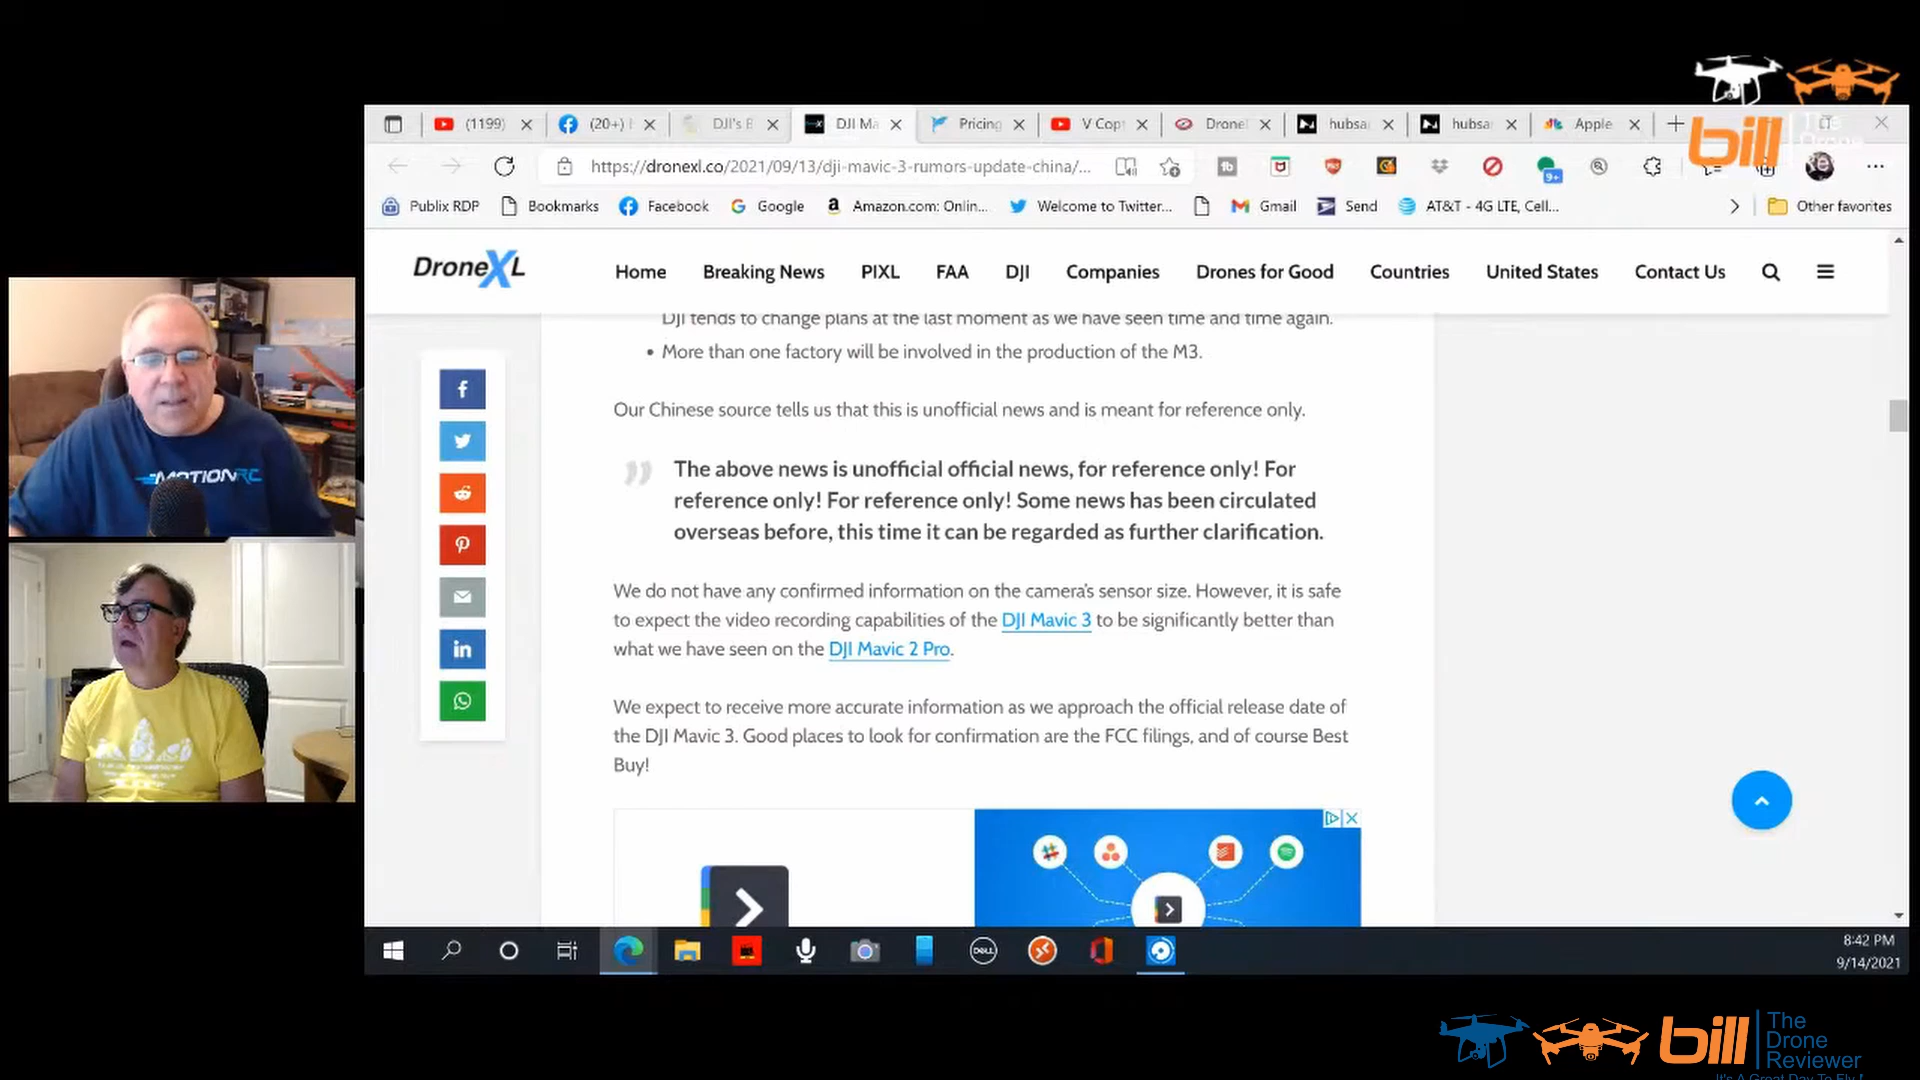 (1199)
(20+)
DJI's B
DJI Ma
Pricing
V Cop
Drone
hubsa
hubsa
Apple
bill
The
Drone
https://dronexl.co/2021/09/13/dji-mavic-3-rumors-update-china/...
9+
Publix RDP
Bookmarks
Facebook
Google
Amazon.com: Onlin...
Welcome to Twitter...
Gmail
Send
AT&T - 4G LTE, Cell...
Other favorites
DroneXL
Home
Breaking News
PIXL
FAA
DJI
Companies
Drones for Good
Countries
United States
Contact Us
DJI tends to change plans at the last moment as we have seen time and time again.
• More than one factory will be involved in the production of the M3.
Our Chinese source tells us that this is unofficial news and is meant for reference only.
The above news is unofficial official news, for reference only! For
reference only! For reference only! Some news has been circulated
overseas before, this time it can be regarded as further clarification.
We do not have any confirmed information on the camera's sensor size. However, it is safe
to expect the video recording capabilities of the DJI Mavic 3 to be significantly better than
what we have seen on the DJI Mavic 2 Pro.
We expect to receive more accurate information as we approach the official release date of
the DJI Mavic 3. Good places to look for confirmation are the FCC filings, and of course Best
Buy!
MOTIONRC
DELL
8:42 PM
9/14/2021
bill
The
Drone
Reviewer
It's A Great Day To Fly!